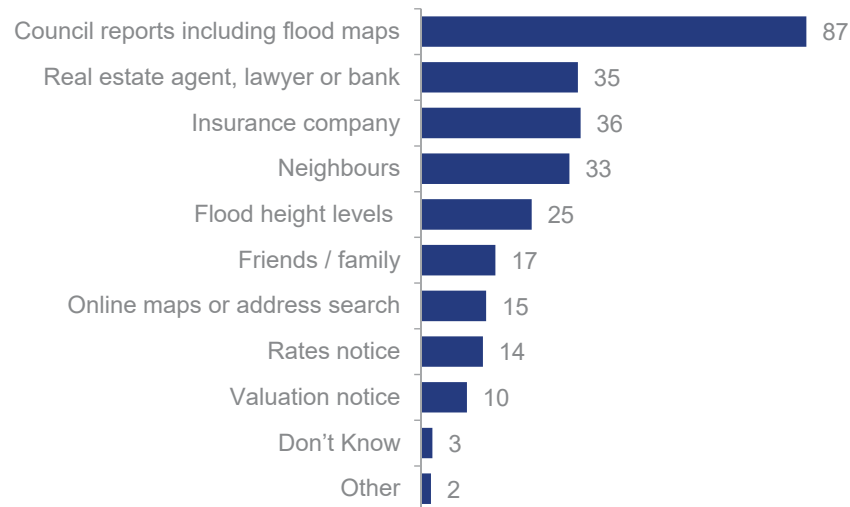 Council reports including flood maps 87
Real estate agent, lawyer or bank 35
Insurance company 36
Neighbours 33
Flood height levels 25
Friends / family 17
Online maps or address search 15
Rates notice 14
Valuation notice 10
Don’t Know 3
Other 2